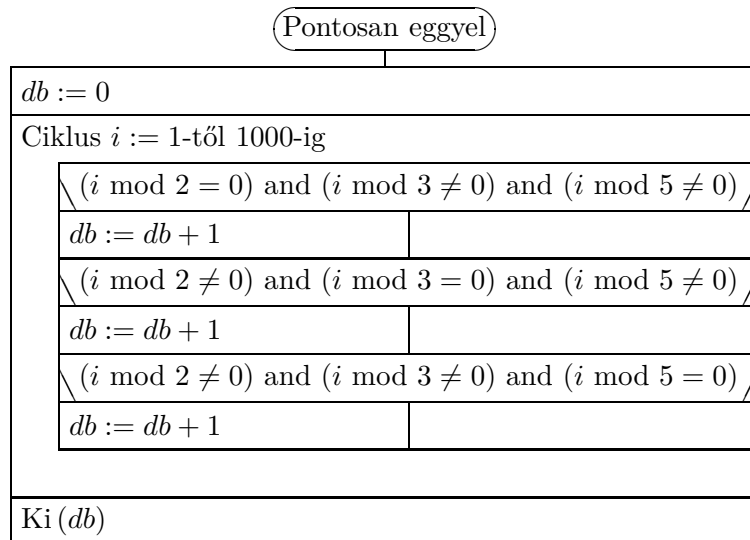 Pontosan eggyel
db := 0
Ciklus i := 1-től 1000-ig
(i mod 2 = 0) and (i mod 3 ≠ 0) and (i mod 5 ≠ 0)
db := db + 1
(i mod 2 ≠ 0) and (i mod 3 = 0) and (i mod 5 ≠ 0)
db := db + 1
(i mod 2 ≠ 0) and (i mod 3 ≠ 0) and (i mod 5 = 0)
db := db + 1
Ki (db)